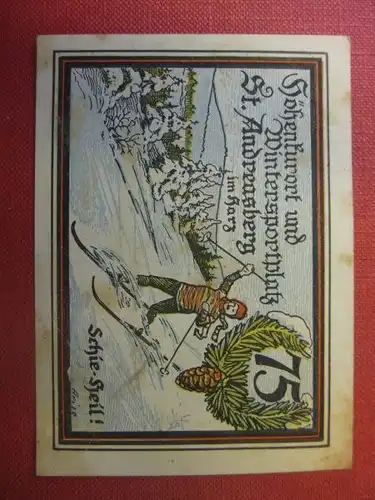 Höhenkurort und
Wintersportplatz
St. Andreasberg
im Harz
75
Schie-Heil!